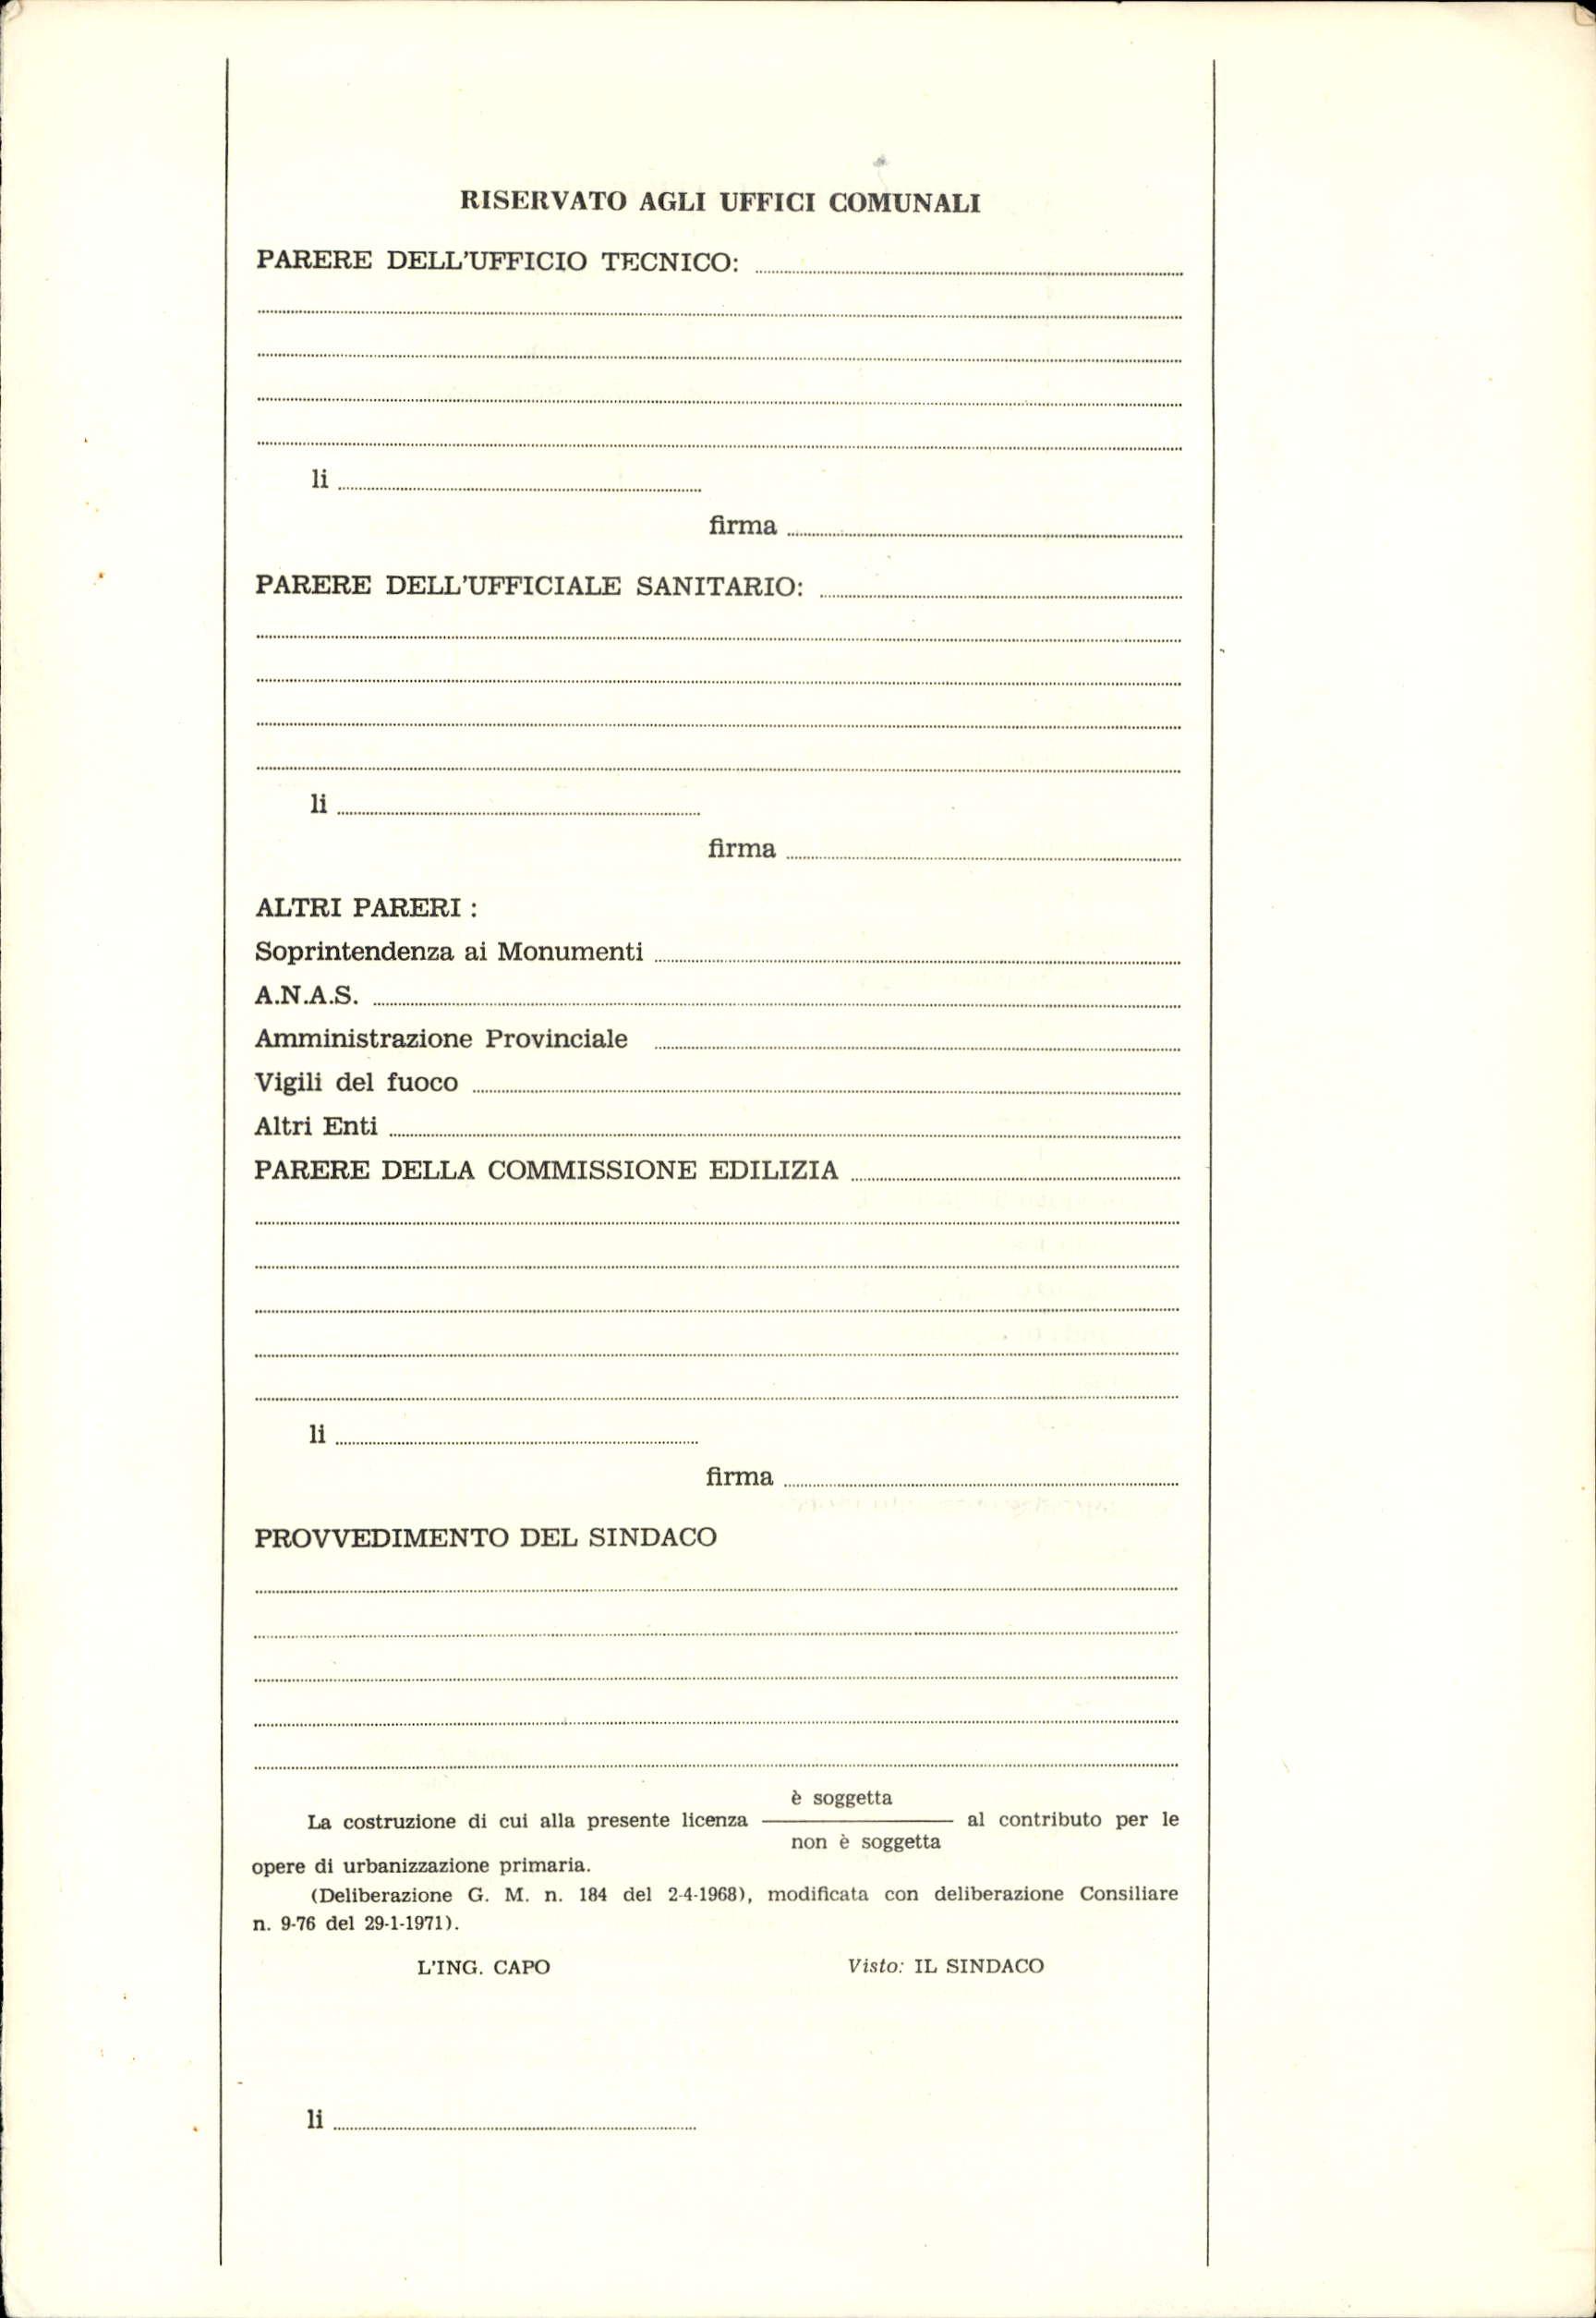 RISERVATO AGLI UFFICI COMUNALI
PARERE DELL'UFFICIO TECNICO:
li
firma
PARERE DELL'UFFICIALE SANITARIO:
li
firma
ALTRI PARERI :
Soprintendenza ai Monumenti
A.N.A.S.
Amministrazione Provinciale
Vigili del fuoco
Altri Enti
PARERE DELLA COMMISSIONE EDILIZIA
li
firma
PROVVEDIMENTO DEL SINDACO
è soggetta
La costruzione di cui alla presente licenza al contributo per le
non è soggetta
opere di urbanizzazione primaria.
(Deliberazione G. M. n. 184 del 2-4-1968), modificata con deliberazione Consiliare
n. 9-76 del 29-1-1971).
L'ING. CAPO Visto: IL SINDACO
li